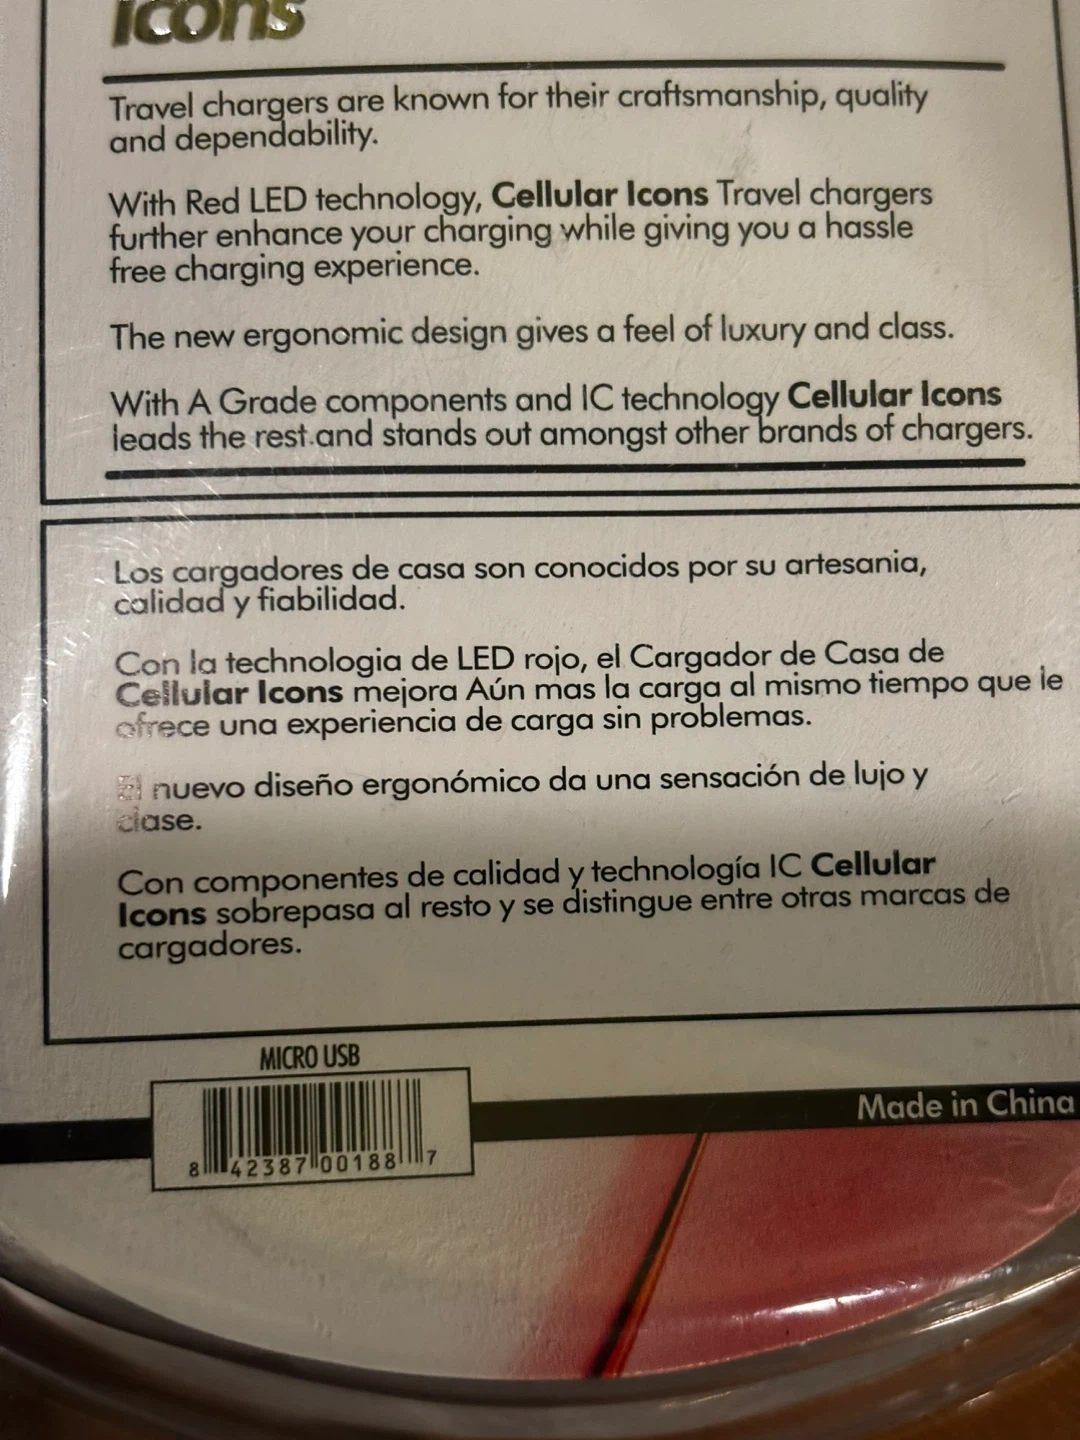 icons
Travel chargers are known for their craftsmanship, quality
and dependability.
With Red LED technology, Cellular Icons Travel chargers
further enhance your charging while giving you a hassle
free charging experience.
The new ergonomic design gives a feel of luxury and class.
With A Grade components and IC technology Cellular Icons
leads the rest and stands out amongst other brands of chargers.
Los cargadores de casa son conocidos por su artesania,
calidad y fiabilidad.
Con la technologia de LED rojo, el Cargador de Casa de
Cellular Icons mejora Aún mas la carga al mismo tiempo que le
ofrece una experiencia de carga sin problemas.
El nuevo diseño ergonómico da una sensación de lujo y
clase.
Con componentes de calidad y technología IC Cellular
Icons sobrepasa al resto y se distingue entre otras marcas de
cargadores.
MICRO USB
Made in China
8 42387 00188 7